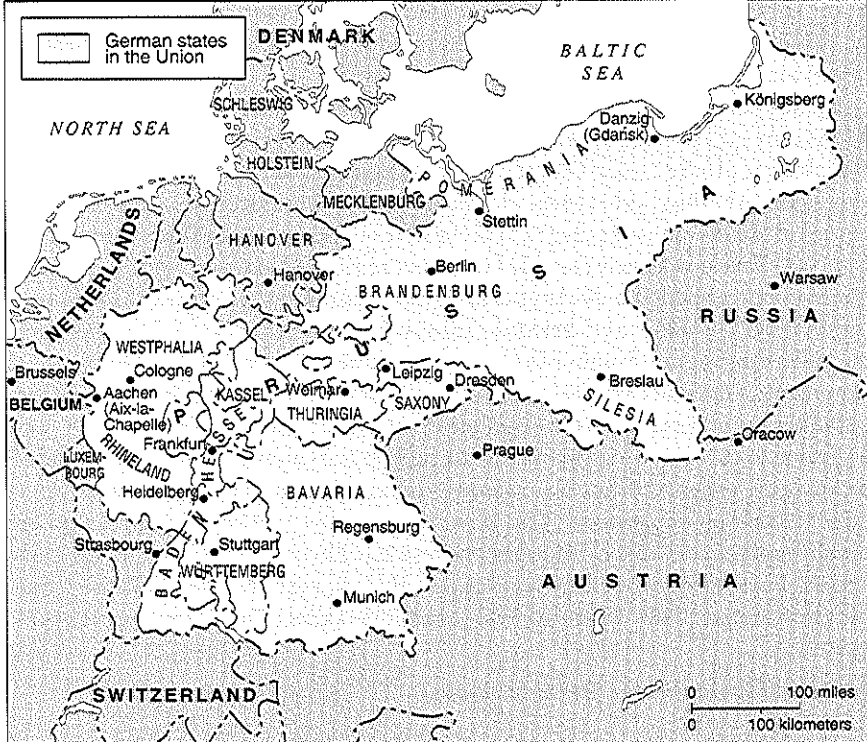 German states
in the Union
DENMARK
BALTIC
SEA
NORTH SEA
SCHLESWIG
HOLSTEIN
MECKLENBURG
POMERANIA
Danzig
(Gdańsk)
Königsberg
Stettin
HANOVER
Hanover
NETHERLANDS
Berlin
BRANDENBURG
PRUSSIA
Warsaw
RUSSIA
WESTPHALIA
Brussels
Cologne
BELGIUM
Aachen
(Aix-la-
Chapelle)
KASSEL
Weimar
THURINGIA
Leipzig
Dresden
SAXONY
Breslau
SILESIA
Cracow
Frankfurt
HESSE
RHINELAND
LUXEM-
BOURG
Heidelberg
Prague
BAVARIA
Regensburg
Strasbourg
BADEN
Stuttgart
WÜRTTEMBERG
Munich
AUSTRIA
SWITZERLAND
0 100 miles
0 100 kilometers